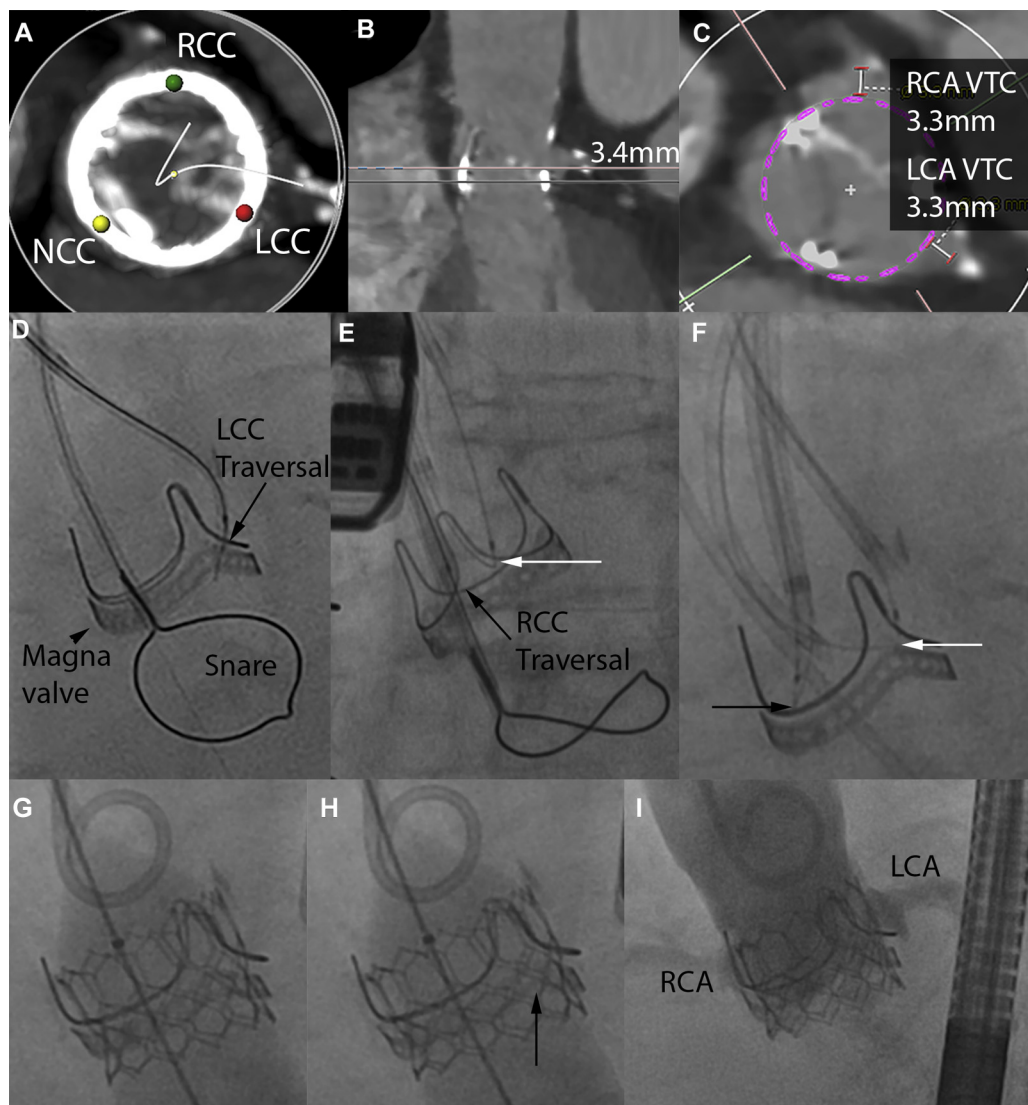 A
RCC
NCC
LCC
B
3.4mm
C
RCA VTC
3.3mm
LCA VTC
3.3mm
D
LCC
Traversal
Magna
valve
Snare
E
RCC
Traversal
F
G
H
I
LCA
RCA